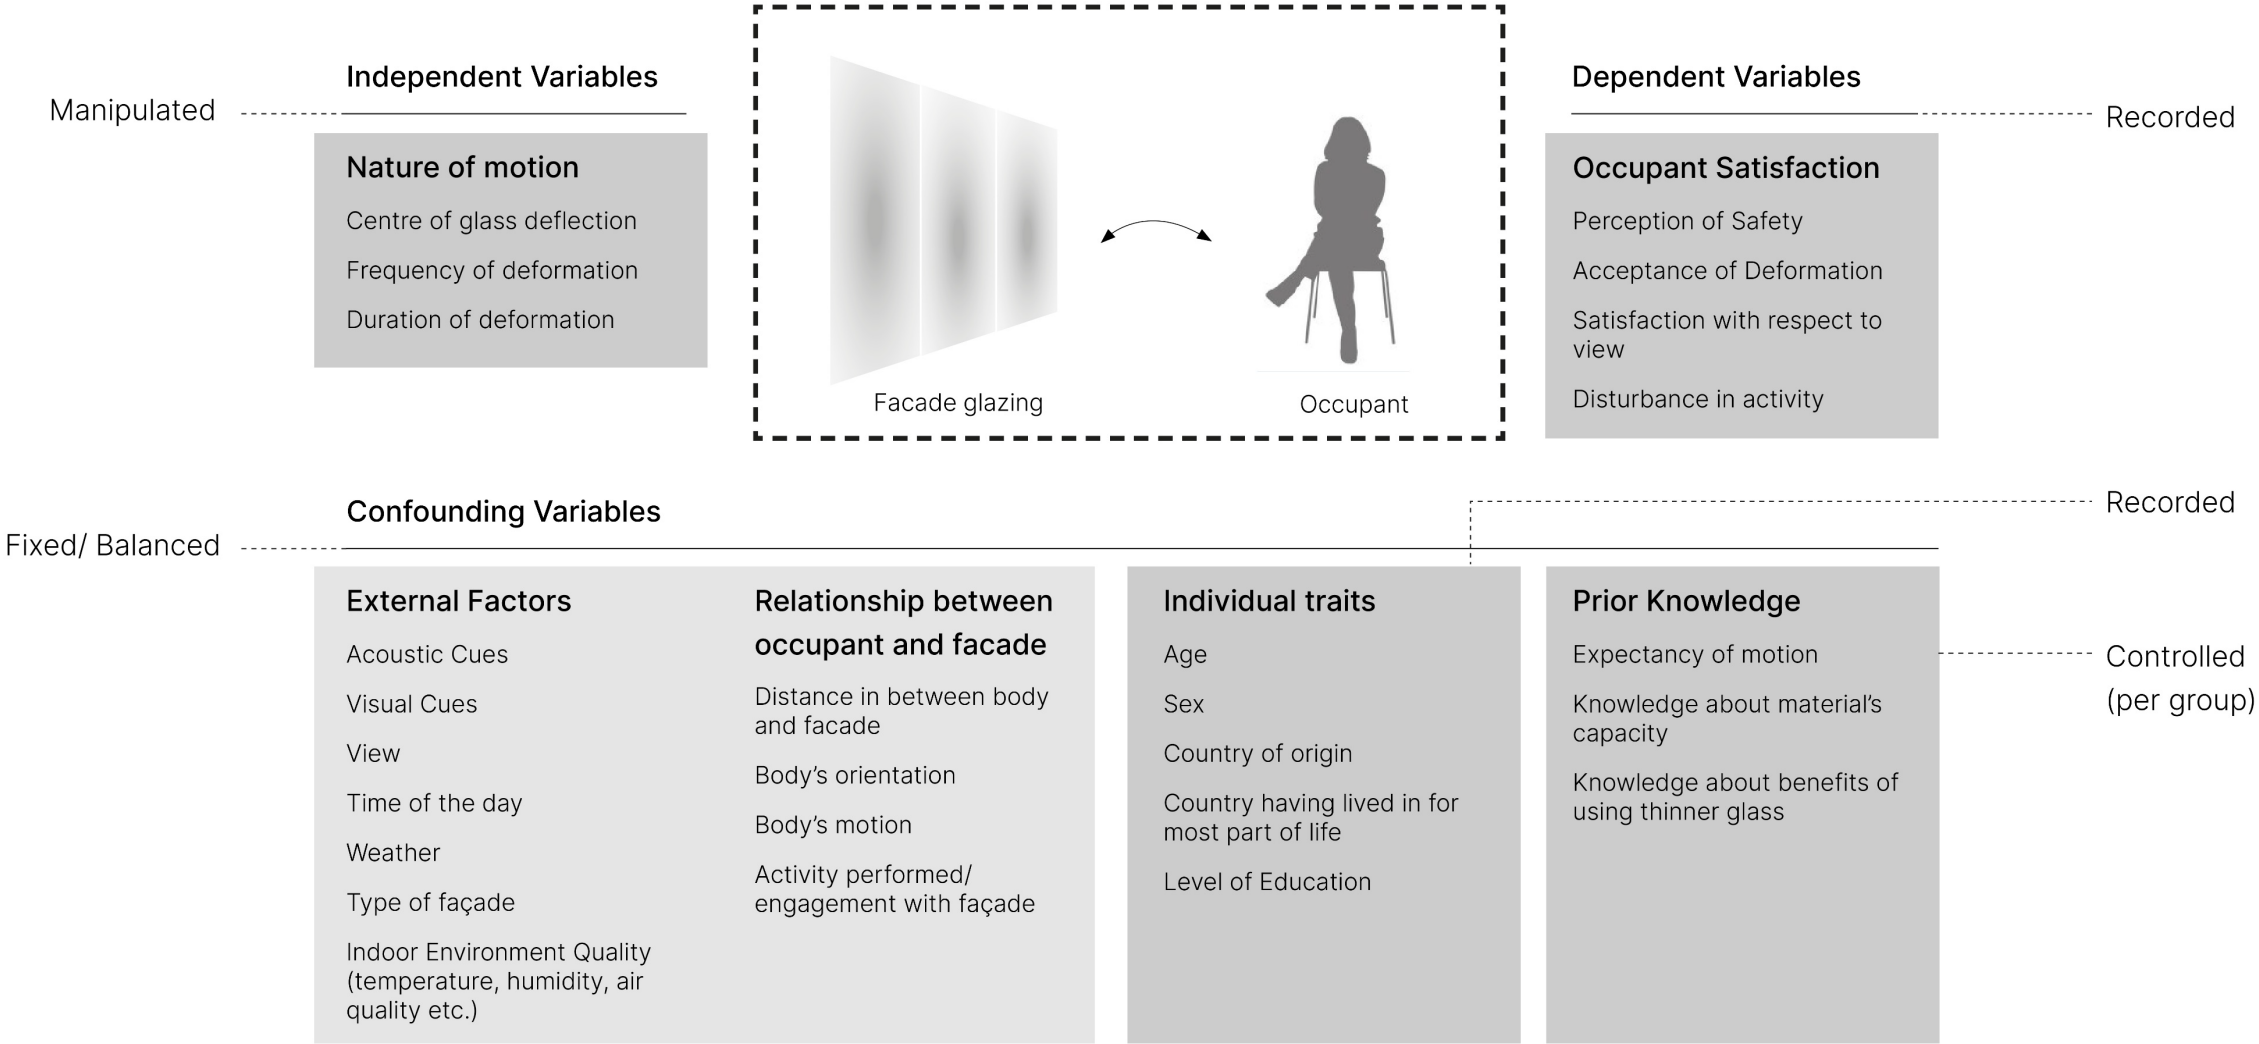 Independent Variables
Manipulated
Nature of motion
Centre of glass deflection
Frequency of deformation
Duration of deformation
Facade glazing
Occupant
Dependent Variables
Recorded
Occupant Satisfaction
Perception of Safety
Acceptance of Deformation
Satisfaction with respect to
view
Disturbance in activity
Confounding Variables
Recorded
Fixed/ Balanced
External Factors
Acoustic Cues
Visual Cues
View
Time of the day
Weather
Type of façade
Indoor Environment Quality
(temperature, humidity, air
quality etc.)
Relationship between
occupant and facade
Distance in between body
and facade
Body’s orientation
Body’s motion
Activity performed/
engagement with façade
Individual traits
Age
Sex
Country of origin
Country having lived in for
most part of life
Level of Education
Prior Knowledge
Expectancy of motion
Knowledge about material’s
capacity
Knowledge about benefits of
using thinner glass
Controlled
(per group)